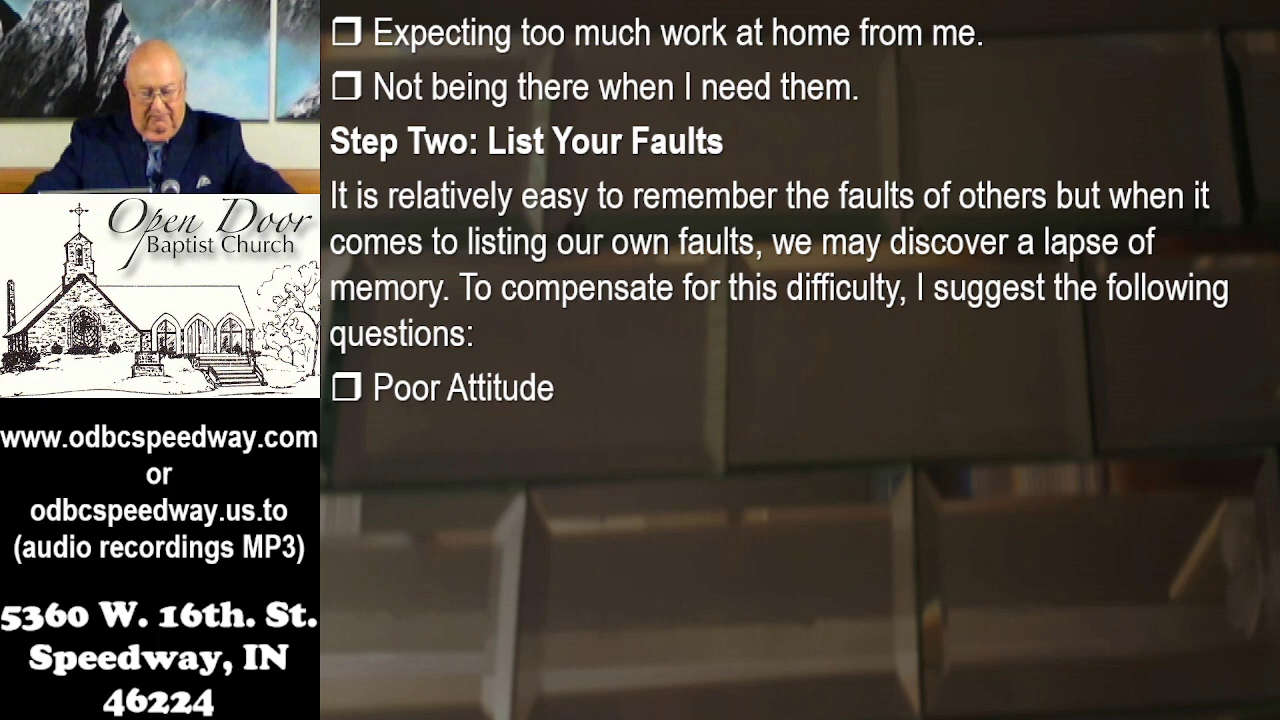 Open Door
Baptist Church
www.odbcspeedway.com
or
odbcspeedway.us.to
(audio recordings MP3)
5360 W. 16th. St.
Speedway, IN
46224
❒ Expecting too much work at home from me.
❒ Not being there when I need them.
Step Two: List Your Faults
It is relatively easy to remember the faults of others but when it
comes to listing our own faults, we may discover a lapse of
memory. To compensate for this difficulty, I suggest the following
questions:
❒ Poor Attitude